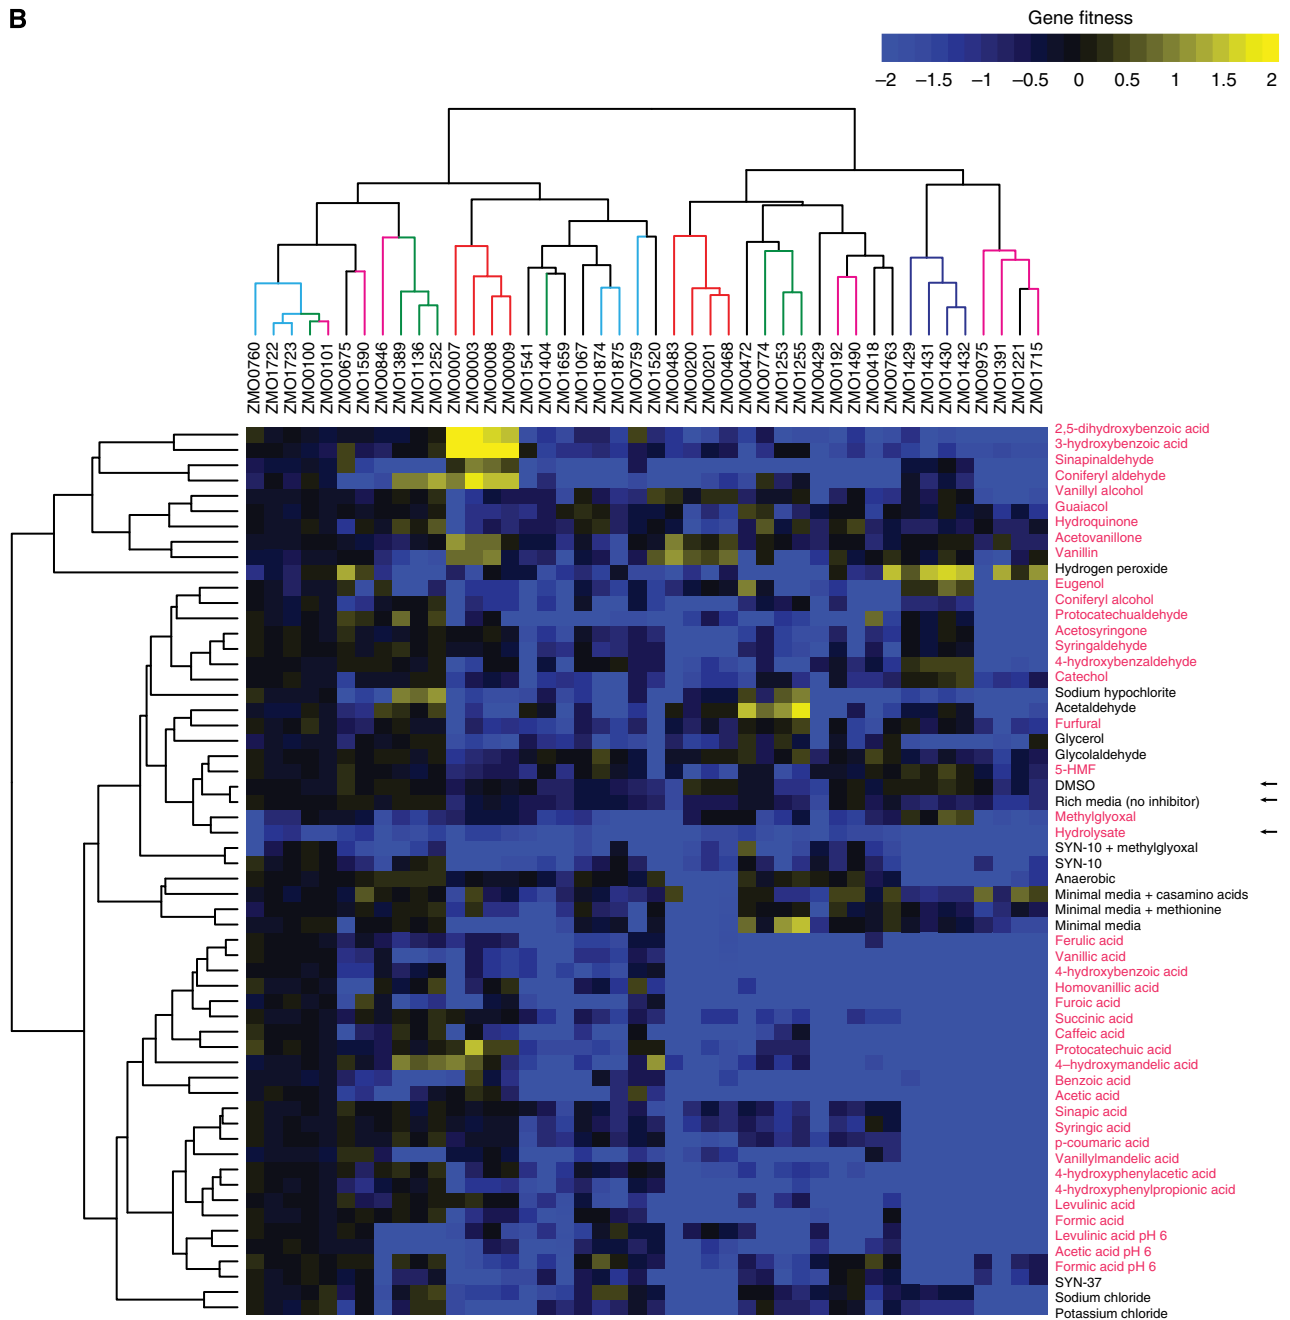 B
Gene fitness
−2 −1.5 −1 −0.5 0 0.5 1 1.5 2
ZMO0760
ZMO1722
ZMO1723
ZMO0100
ZMO0101
ZMO0675
ZMO1590
ZMO0846
ZMO1389
ZMO1136
ZMO1252
ZMO0007
ZMO0003
ZMO0008
ZMO0009
ZMO1541
ZMO1404
ZMO1659
ZMO1067
ZMO1874
ZMO1875
ZMO0759
ZMO1520
ZMO0483
ZMO0200
ZMO0201
ZMO0468
ZMO0472
ZMO0774
ZMO1253
ZMO1255
ZMO0429
ZMO0192
ZMO1490
ZMO0418
ZMO0763
ZMO1429
ZMO1431
ZMO1430
ZMO1432
ZMO0975
ZMO1391
ZMO1221
ZMO1715
2,5-dihydroxybenzoic acid
3-hydroxybenzoic acid
Sinapinaldehyde
Coniferyl aldehyde
Vanillyl alcohol
Guaiacol
Hydroquinone
Acetovanillone
Vanillin
Hydrogen peroxide
Eugenol
Coniferyl alcohol
Protocatechualdehyde
Acetosyringone
Syringaldehyde
4-hydroxybenzaldehyde
Catechol
Sodium hypochlorite
Acetaldehyde
Furfural
Glycerol
Glycolaldehyde
5-HMF
DMSO
Rich media (no inhibitor)
Methylglyoxal
Hydrolysate
SYN-10 + methylglyoxal
SYN-10
Anaerobic
Minimal media + casamino acids
Minimal media + methionine
Minimal media
Ferulic acid
Vanillic acid
4-hydroxybenzoic acid
Homovanillic acid
Furoic acid
Succinic acid
Caffeic acid
Protocatechuic acid
4–hydroxymandelic acid
Benzoic acid
Acetic acid
Sinapic acid
Syringic acid
p-coumaric acid
Vanillylmandelic acid
4-hydroxyphenylacetic acid
4-hydroxyphenylpropionic acid
Levulinic acid
Formic acid
Levulinic acid pH 6
Acetic acid pH 6
Formic acid pH 6
SYN-37
Sodium chloride
Potassium chloride